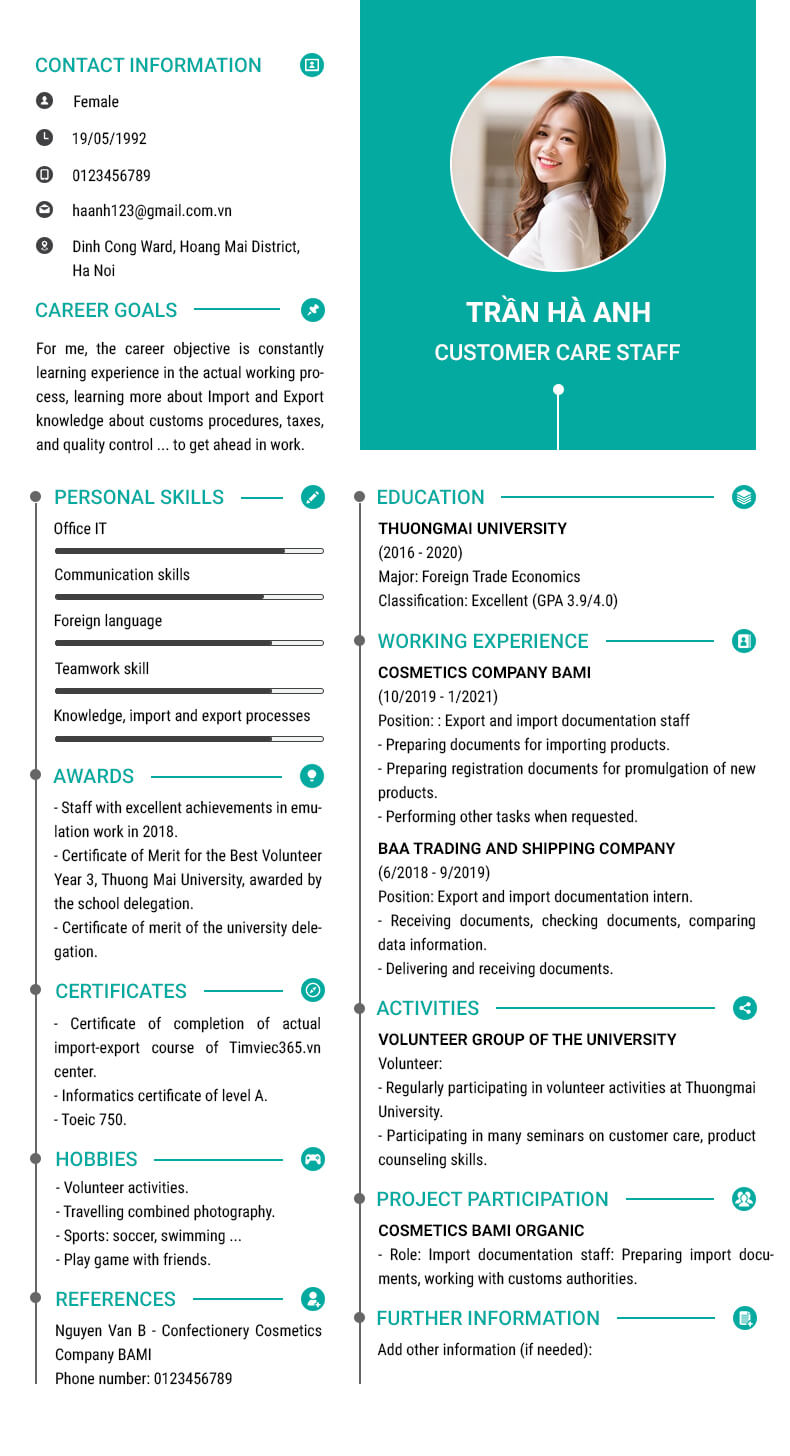 CONTACT INFORMATION
Female
19/05/1992
0123456789
haanh123@gmail.com.vn
Dinh Cong Ward, Hoang Mai District,
Ha Noi
CAREER GOALS
For me, the career objective is constantly
learning experience in the actual working pro-
cess, learning more about Import and Export
knowledge about customs procedures, taxes,
and quality control ... to get ahead in work.
TRẦN HÀ ANH
CUSTOMER CARE STAFF
PERSONAL SKILLS
Office IT
Communication skills
Foreign language
Teamwork skill
Knowledge, import and export processes
AWARDS
- Staff with excellent achievements in emu-
lation work in 2018.
- Certificate of Merit for the Best Volunteer
Year 3, Thuong Mai University, awarded by
the school delegation.
- Certificate of merit of the university dele-
gation.
CERTIFICATES
- Certificate of completion of actual
import-export course of Timviec365.vn
center.
- Informatics certificate of level A.
- Toeic 750.
HOBBIES
- Volunteer activities.
- Travelling combined photography.
- Sports: soccer, swimming ...
- Play game with friends.
REFERENCES
Nguyen Van B - Confectionery Cosmetics
Company BAMI
Phone number: 0123456789
EDUCATION
THUONGMAI UNIVERSITY
(2016 - 2020)
Major: Foreign Trade Economics
Classification: Excellent (GPA 3.9/4.0)
WORKING EXPERIENCE
COSMETICS COMPANY BAMI
(10/2019 - 1/2021)
Position: : Export and import documentation staff
- Preparing documents for importing products.
- Preparing registration documents for promulgation of new
products.
- Performing other tasks when requested.
BAA TRADING AND SHIPPING COMPANY
(6/2018 - 9/2019)
Position: Export and import documentation intern.
- Receiving documents, checking documents, comparing
data information.
- Delivering and receiving documents.
ACTIVITIES
VOLUNTEER GROUP OF THE UNIVERSITY
Volunteer:
- Regularly participating in volunteer activities at Thuongmai
University.
- Participating in many seminars on customer care, product
counseling skills.
PROJECT PARTICIPATION
COSMETICS BAMI ORGANIC
- Role: Import documentation staff: Preparing import docu-
ments, working with customs authorities.
FURTHER INFORMATION
Add other information (if needed):